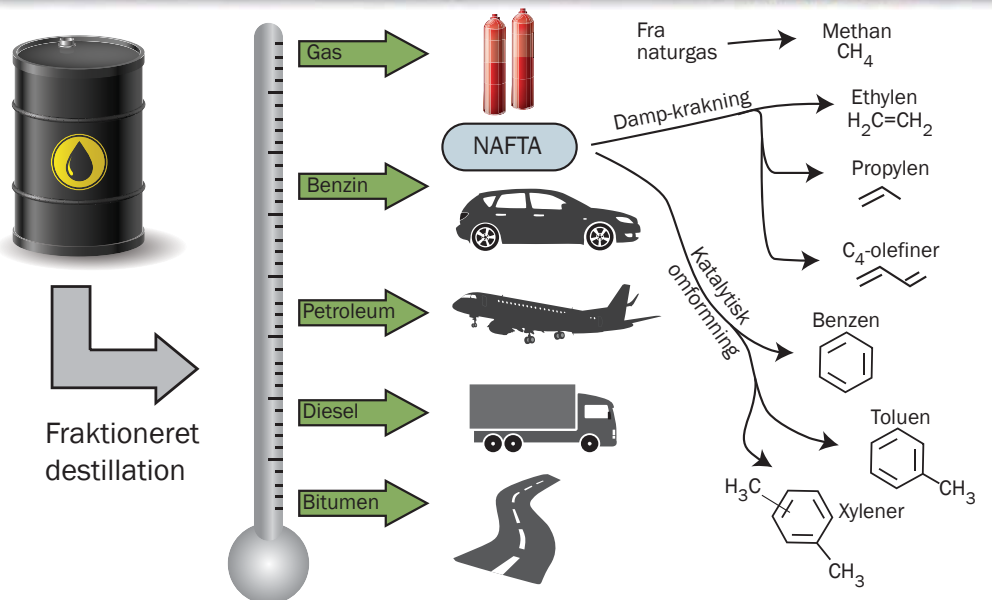 Fraktioneret
destillation
Gas
Benzin
Petroleum
Diesel
Bitumen
NAFTA
Fra
naturgas
Methan
CH₄
Damp-krakning
Ethylen
H₂C=CH₂
Propylen
C₄-olefiner
Katalytisk
omformning
Benzen
Toluen
CH₃
H₃C
Xylener
CH₃